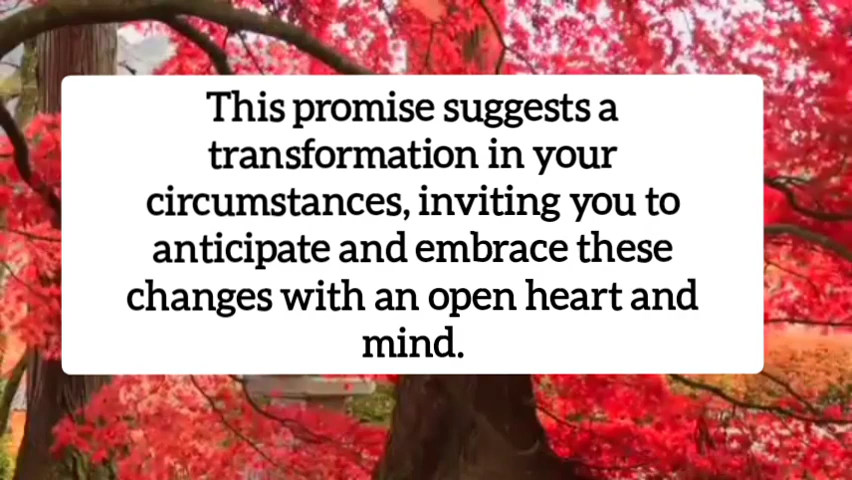 This promise suggests a
transformation in your
circumstances, inviting you to
anticipate and embrace these
changes with an open heart and
mind.